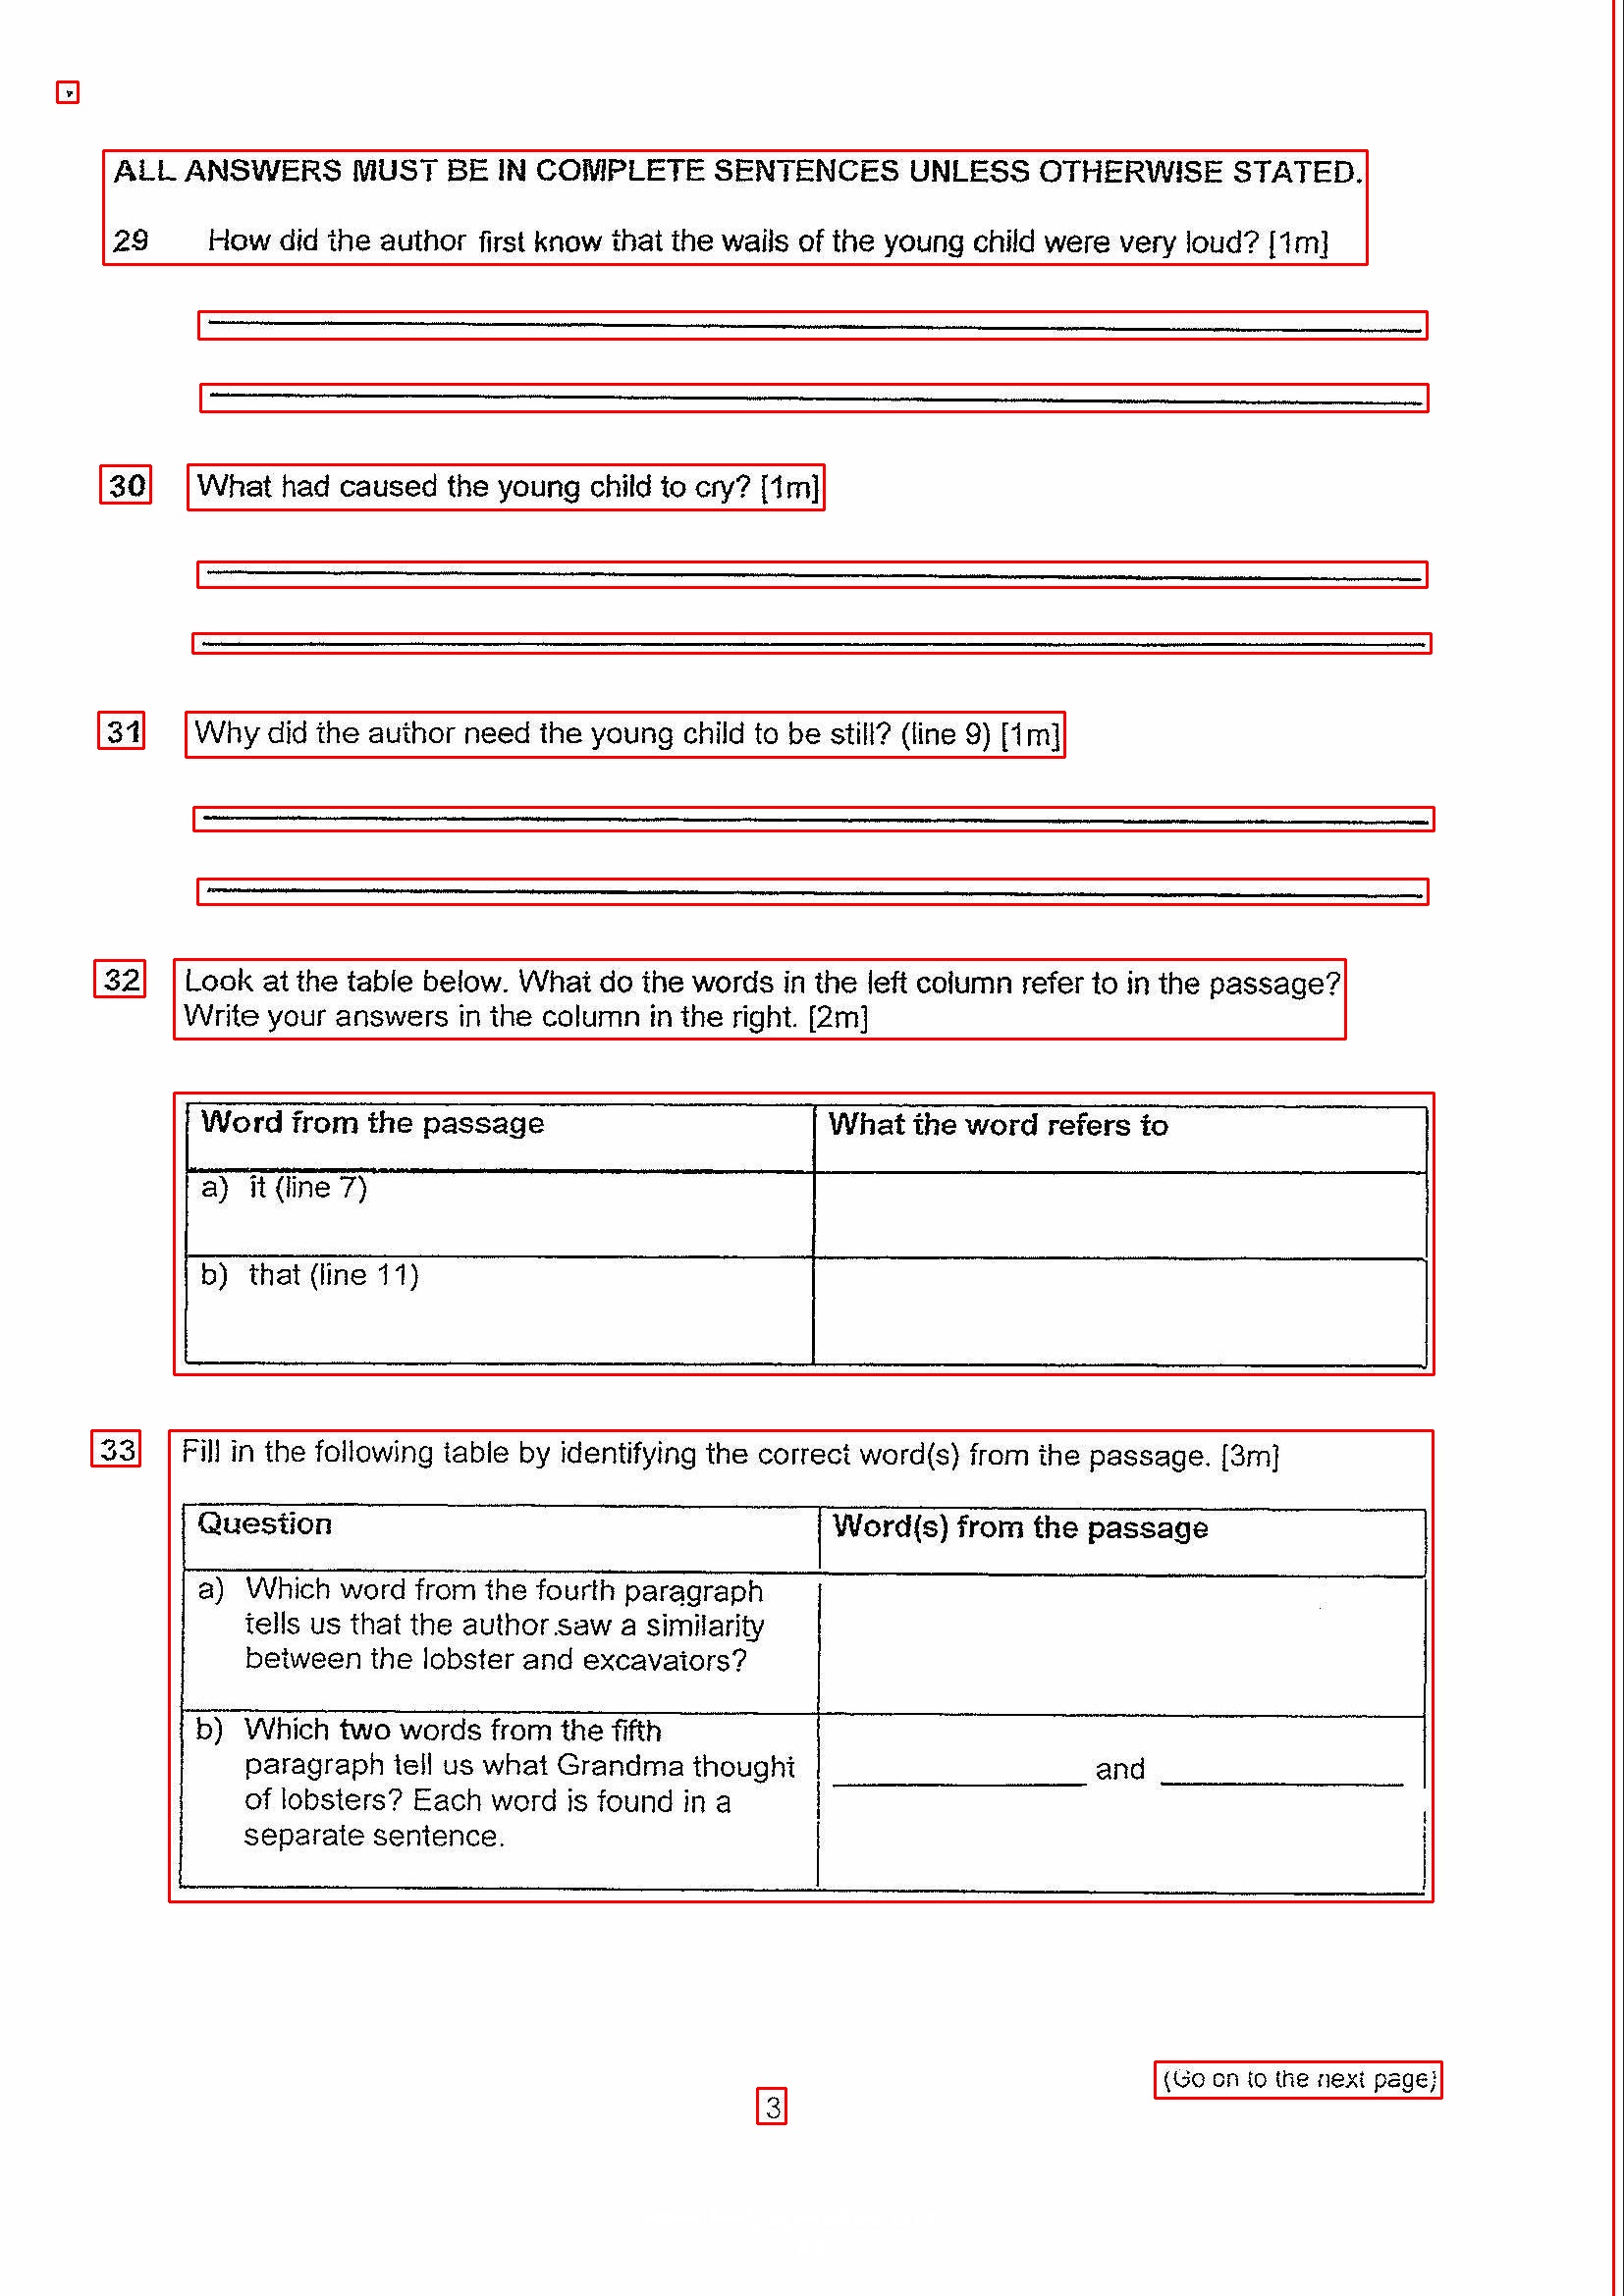 ALL ANSWERS MUST BE IN COMPLETE SENTENCES UNLESS OTHERWISE STATED.
29 How did the author first know that the wails of the young child were very loud? [1m]
30 What had caused the young child to cry? [1m]
31 Why did the author need the young child to be still? (line 9) [1m]
32 Look at the table below. What do the words in the left column refer to in the passage?
Write your answers in the column in the right. [2m]
Word from the passage What the word refers to
a) it (line 7)
b) that (line 11)
33 Fill in the following table by identifying the correct word(s) from the passage. [3m]
Question Word(s) from the passage
a) Which word from the fourth paragraph
tells us that the author saw a similarity
between the lobster and excavators?
b) Which two words from the fifth
paragraph tell us what Grandma thought
of lobsters? Each word is found in a
separate sentence.
and
(Go on to the next page)
3